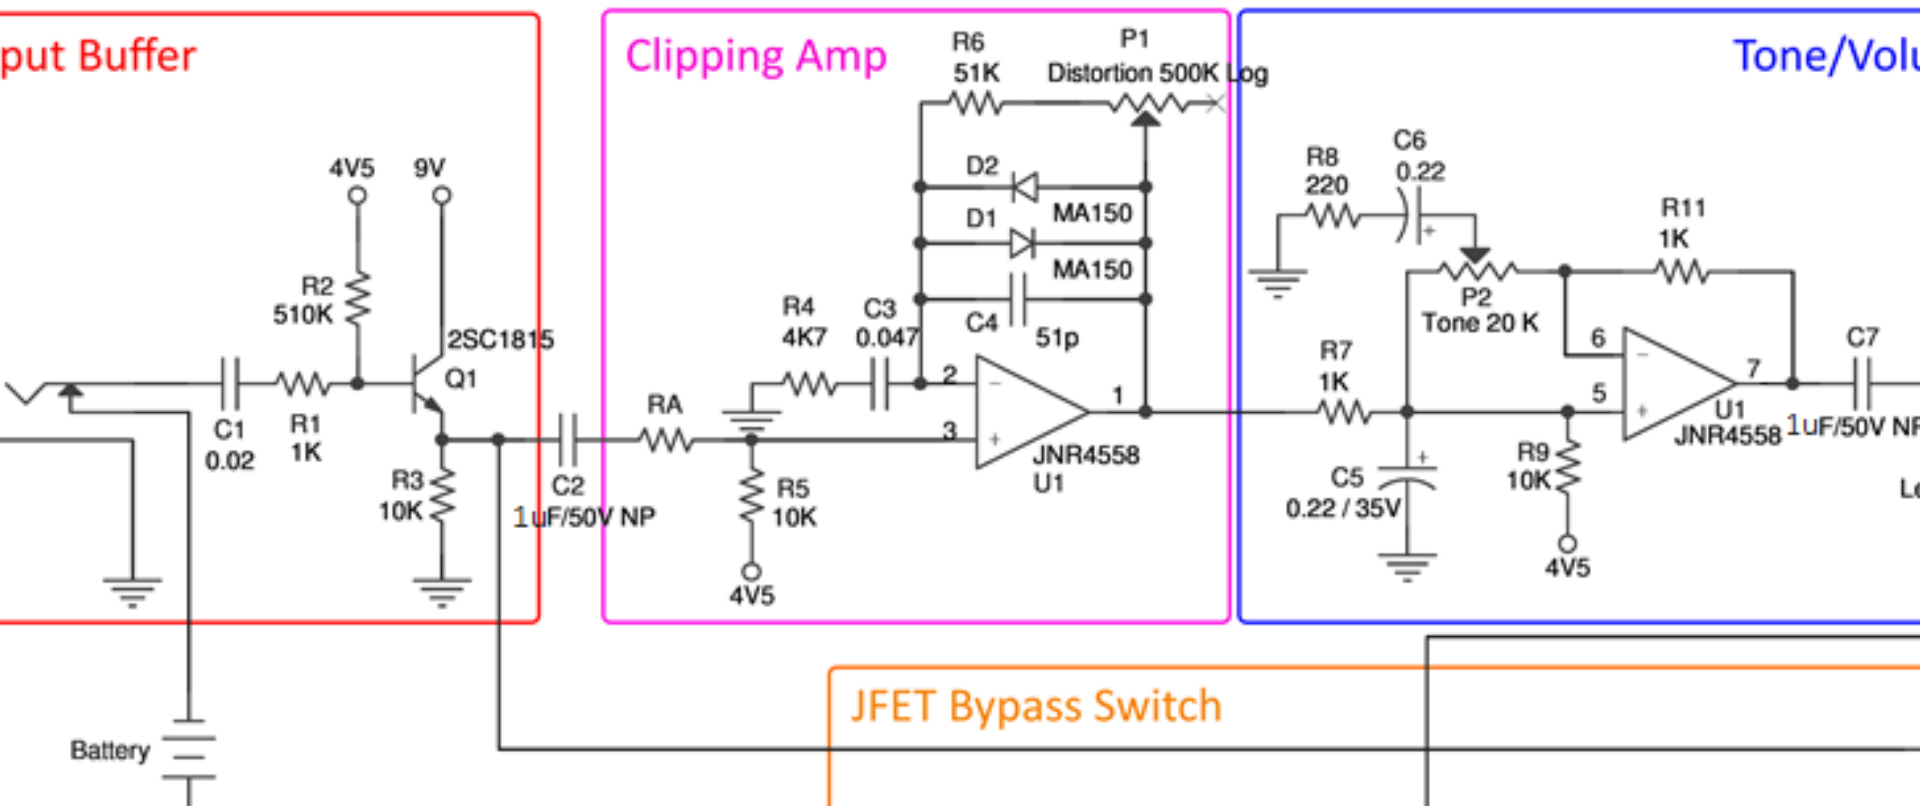 put Buffer
Clipping Amp
Tone/Volu
R6
51K
P1
Distortion 500K Log
4V5
9V
D2
MA150
D1
MA150
R8
220
C6
0.22
+
R11
1K
R2
510K
2SC1815
Q1
R4
4K7
C3
0.047
C4
51p
P2
Tone 20 K
C1
0.02
R1
1K
RA
2
-
1
3
+
JNR4558
U1
R7
1K
6
-
7
5
+
U1
JNR4558
C7
1uF/50V NP
R3
10K
C2
1uF/50V NP
R5
10K
4V5
C5
+
0.22 / 35V
R9
10K
4V5
Le
JFET Bypass Switch
Battery